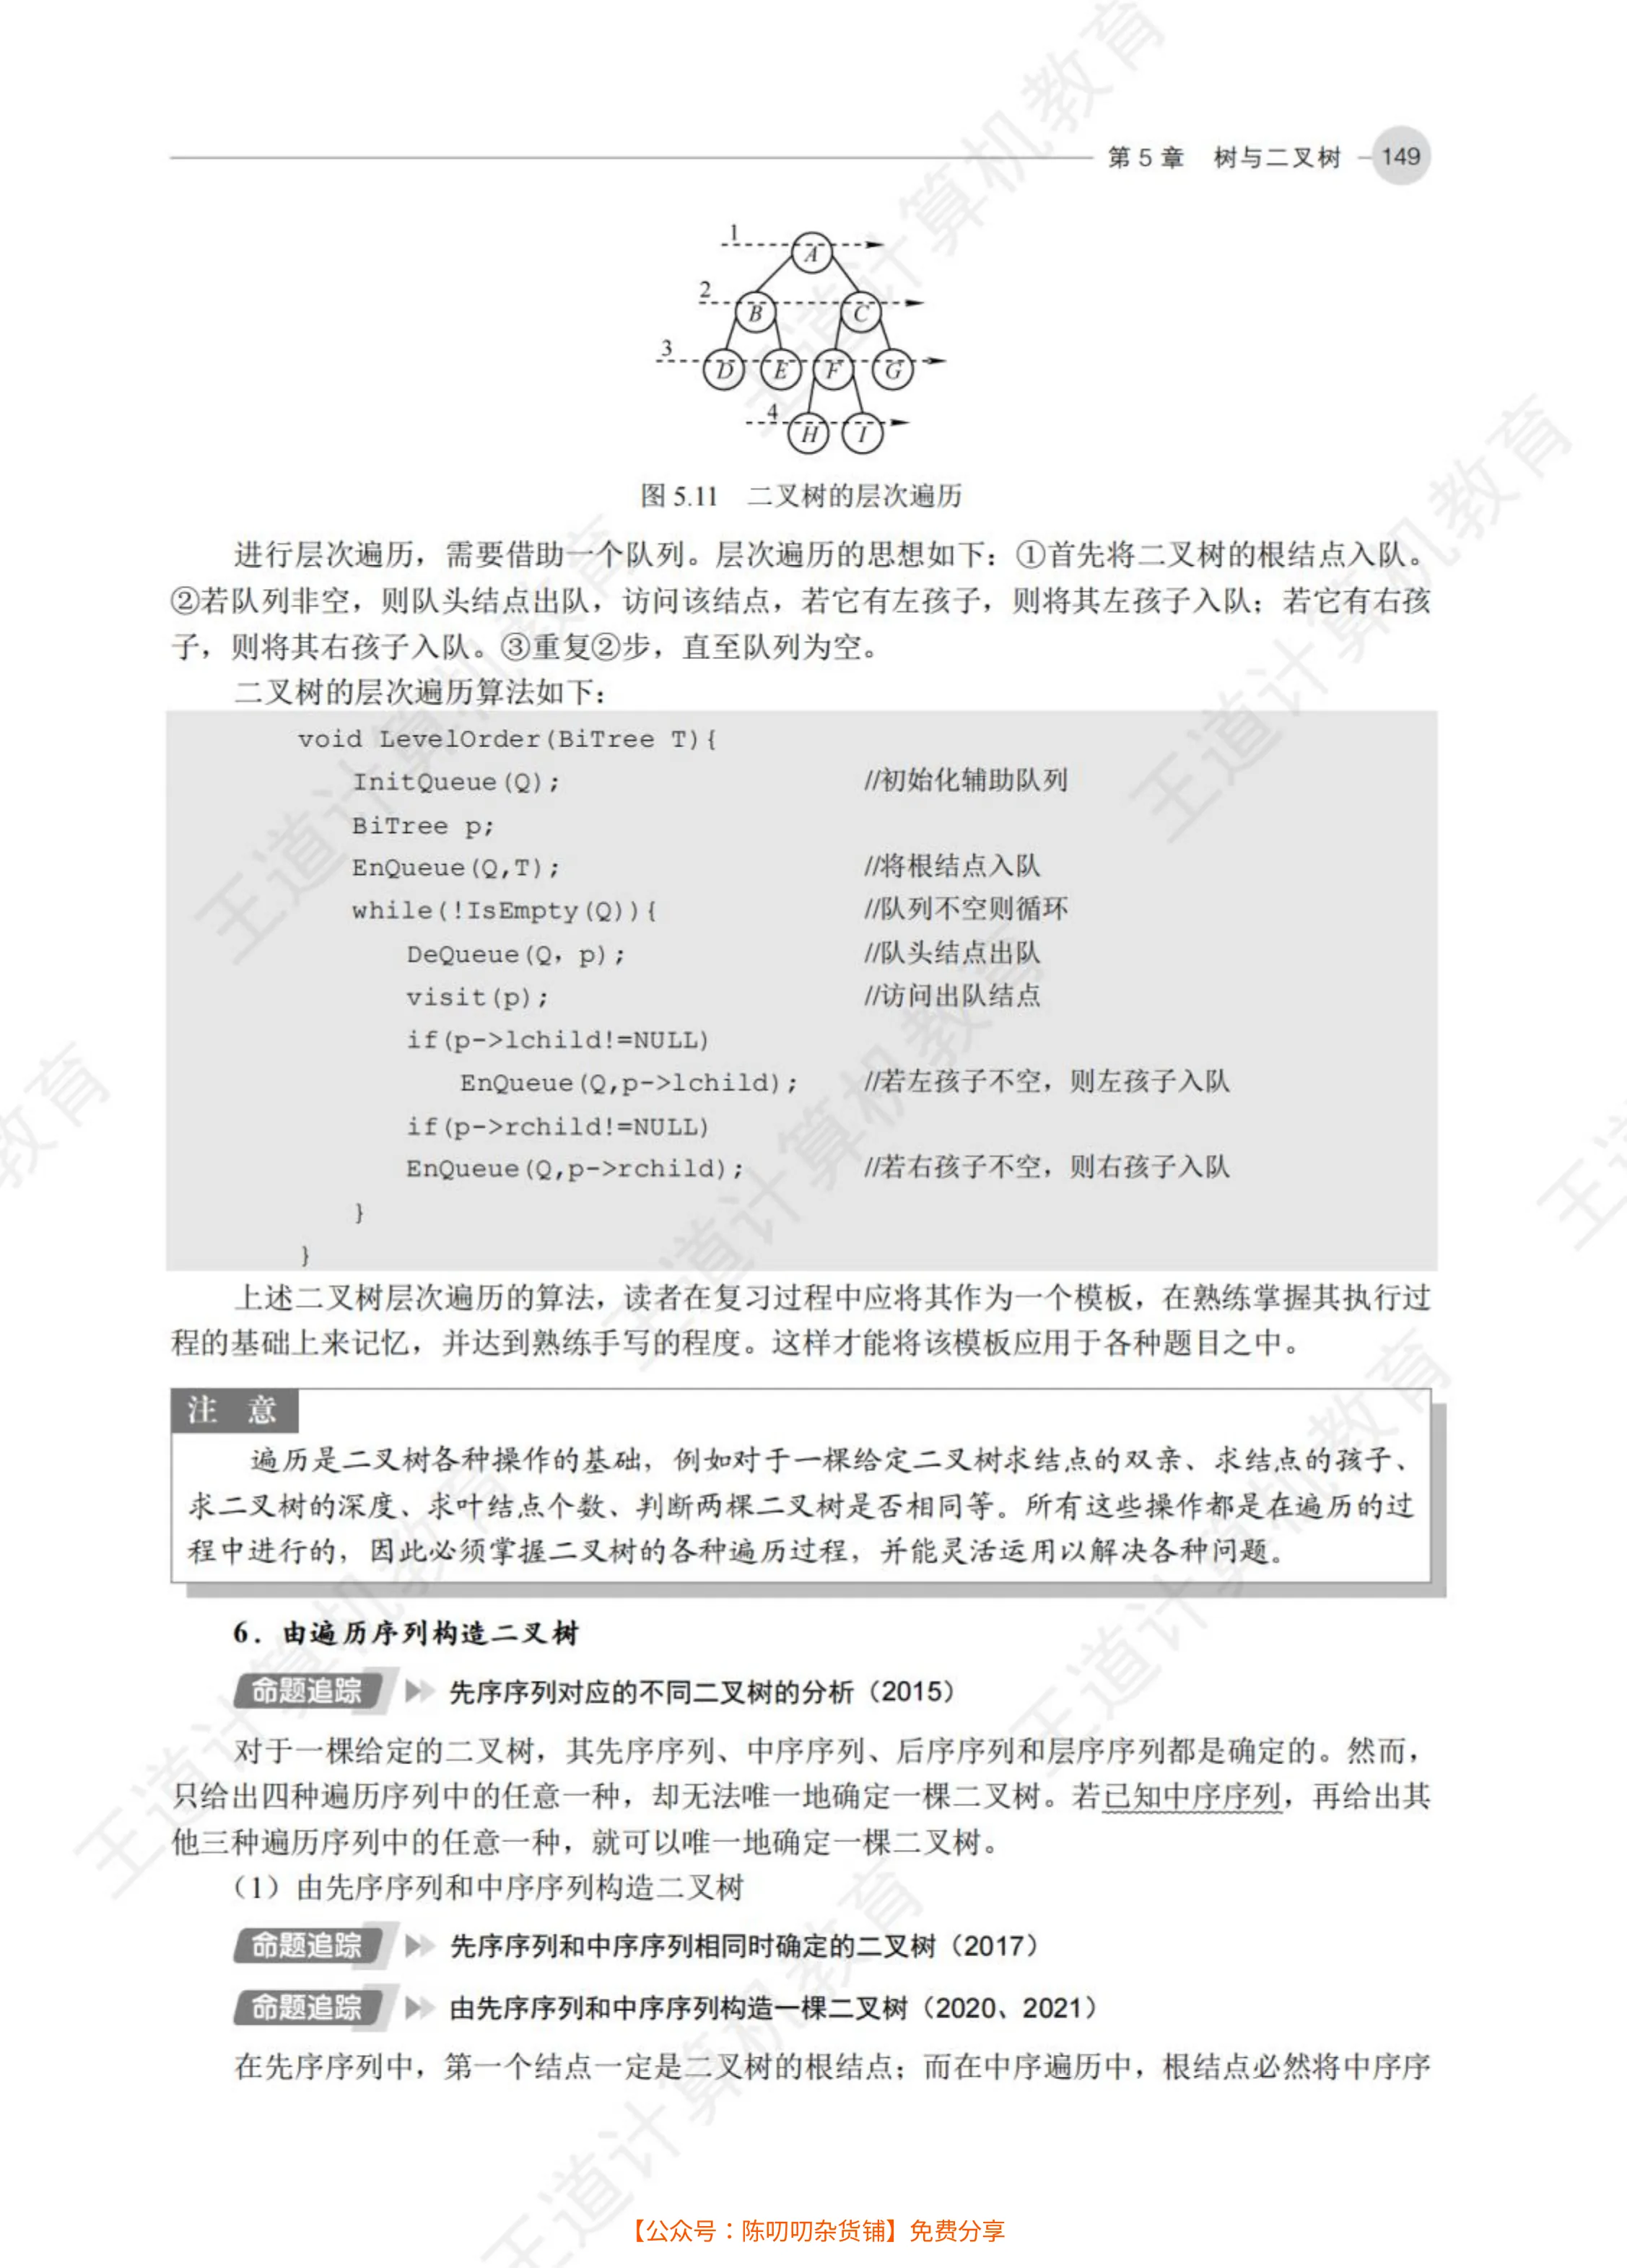 第 5 章　树与二叉树　149
1
A
2
B C
3
D E F G
4
H I
图 5.11　二叉树的层次遍历
进行层次遍历，需要借助一个队列。层次遍历的思想如下：①首先将二叉树的根结点入队。
②若队列非空，则队头结点出队，访问该结点，若它有左孩子，则将其左孩子入队；若它有右孩
子，则将其右孩子入队。③重复②步，直至队列为空。
二叉树的层次遍历算法如下：
void LevelOrder(BiTree T){
    InitQueue(Q);                //初始化辅助队列
    BiTree p;
    EnQueue(Q,T);                //将根结点入队
    while(!IsEmpty(Q)){          //队列不空则循环
        DeQueue(Q, p);           //队头结点出队
        visit(p);                //访问出队结点
        if(p->lchild!=NULL)
            EnQueue(Q,p->lchild);    //若左孩子不空，则左孩子入队
        if(p->rchild!=NULL)
        EnQueue(Q,p->rchild);    //若右孩子不空，则右孩子入队
    }
}
上述二叉树层次遍历的算法，读者在复习过程中应将其作为一个模板，在熟练掌握其执行过
程的基础上来记忆，并达到熟练手写的程度。这样才能将该模板应用于各种题目之中。
注　意
遍历是二叉树各种操作的基础，例如对于一棵给定二叉树求结点的双亲、求结点的孩子、
求二叉树的深度、求叶结点个数、判断两棵二叉树是否相同等。所有这些操作都是在遍历的过
程中进行的，因此必须掌握二叉树的各种遍历过程，并能灵活运用以解决各种问题。
6．由遍历序列构造二叉树
命题追踪　先序序列对应的不同二叉树的分析（2015）
对于一棵给定的二叉树，其先序序列、中序序列、后序序列和层序序列都是确定的。然而，
只给出四种遍历序列中的任意一种，却无法唯一地确定一棵二叉树。若已知中序序列，再给出其
他三种遍历序列中的任意一种，就可以唯一地确定一棵二叉树。
（1）由先序序列和中序序列构造二叉树
命题追踪　先序序列和中序序列相同时确定的二叉树（2017）
命题追踪　由先序序列和中序序列构造一棵二叉树（2020、2021）
在先序序列中，第一个结点一定是二叉树的根结点；而在中序遍历中，根结点必然将中序序
【公众号：陈叨叨杂货铺】免费分享
王道计算机教育